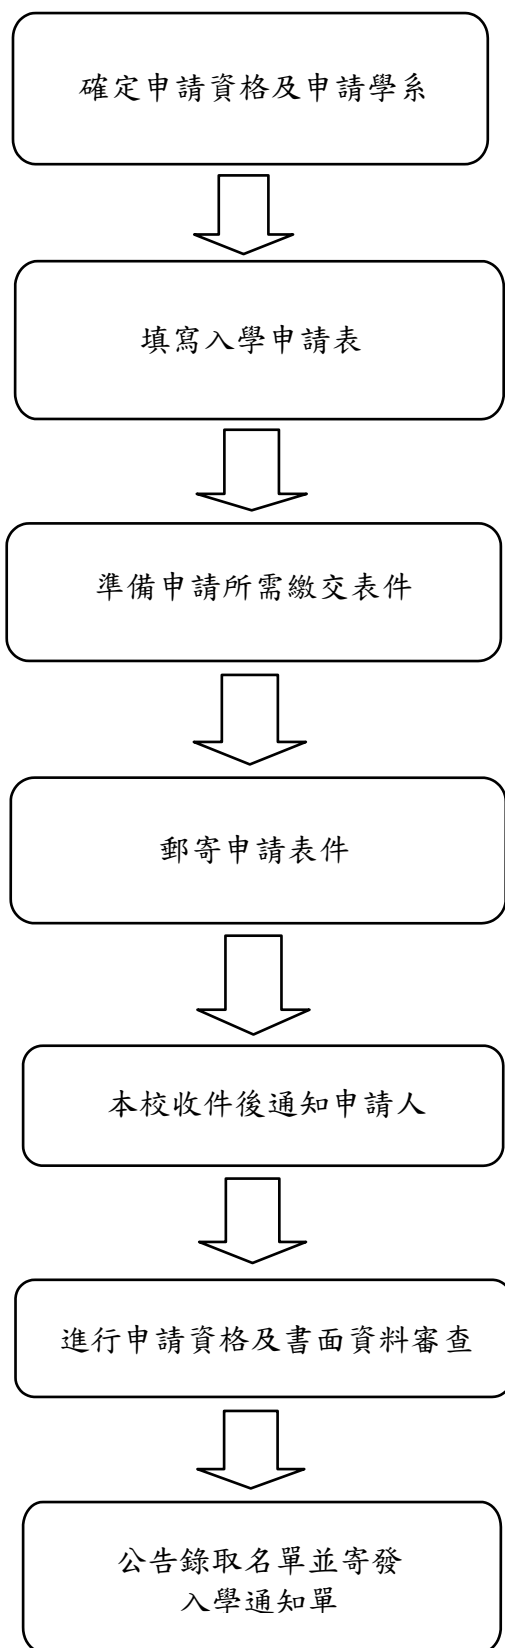 確定申請資格及申請學系
填寫入學申請表
準備申請所需繳交表件
郵寄申請表件
本校收件後通知申請人
進行申請資格及書面資料審查
公告錄取名單並寄發
入學通知單